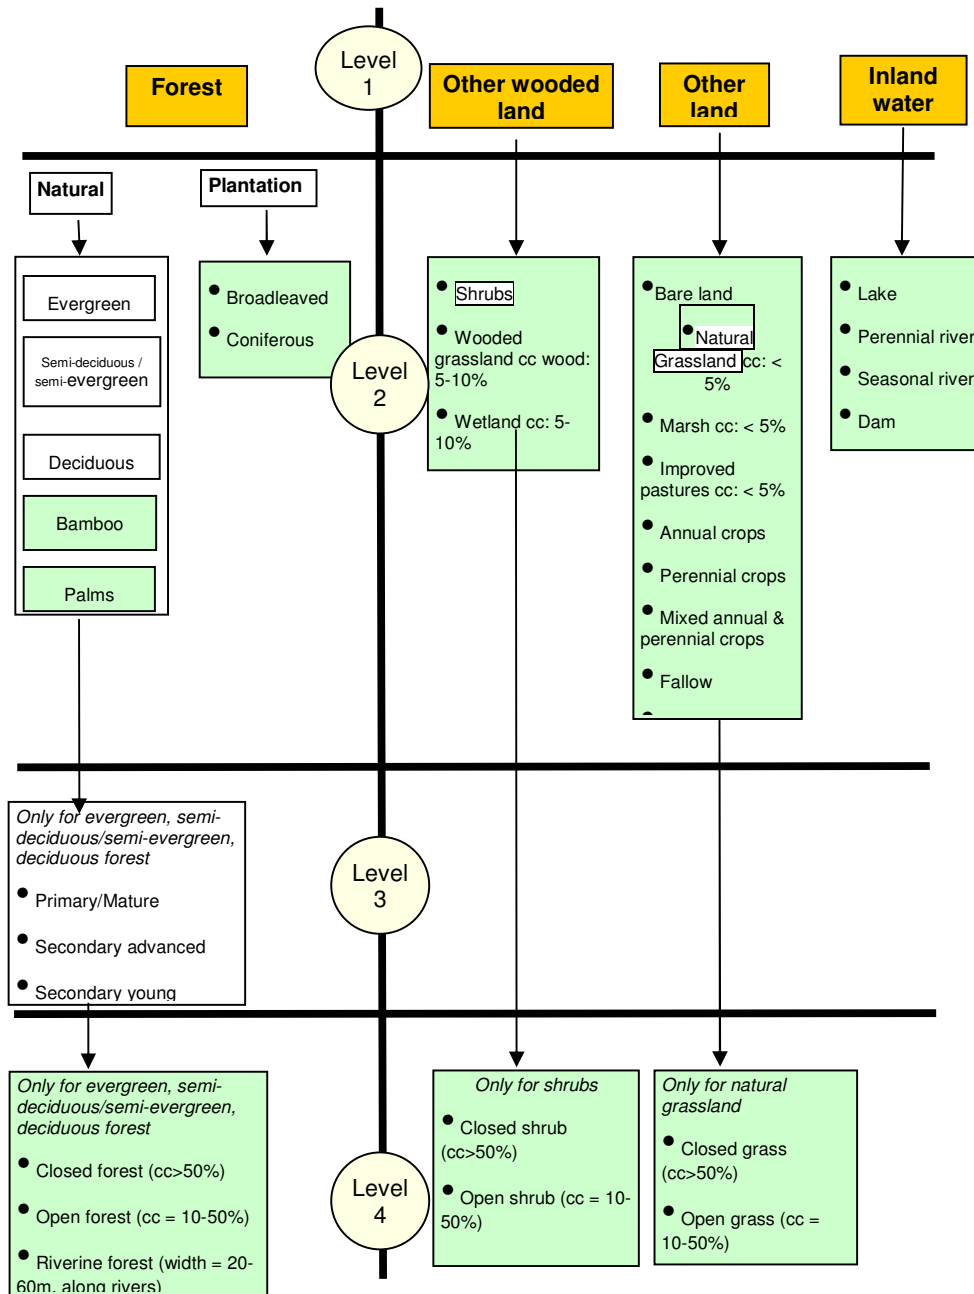 Level
1
Forest
Other wooded
land
Other
land
Inland
water
Natural
Plantation
Evergreen
Semi-deciduous /
semi-evergreen
Deciduous
Bamboo
Palms
• Broadleaved
• Coniferous
Level
2
• Shrubs
• Wooded
grassland cc wood:
5-10%
• Wetland cc: 5-
10%
• Bare land
• Natural
Grassland cc: <
5%
• Marsh cc: < 5%
• Improved
pastures cc: < 5%
• Annual crops
• Perennial crops
• Mixed annual &
perennial crops
• Fallow
• Lake
• Perennial river
• Seasonal river
• Dam
Only for evergreen, semi-
deciduous/semi-evergreen,
deciduous forest
• Primary/Mature
• Secondary advanced
• Secondary young
Level
3
Only for evergreen, semi-
deciduous/semi-evergreen,
deciduous forest
• Closed forest (cc>50%)
• Open forest (cc = 10-50%)
• Riverine forest (width = 20-
60m, along rivers)
Level
4
Only for shrubs
• Closed shrub
(cc>50%)
• Open shrub (cc = 10-
50%)
Only for natural
grassland
• Closed grass
(cc>50%)
• Open grass (cc =
10-50%)